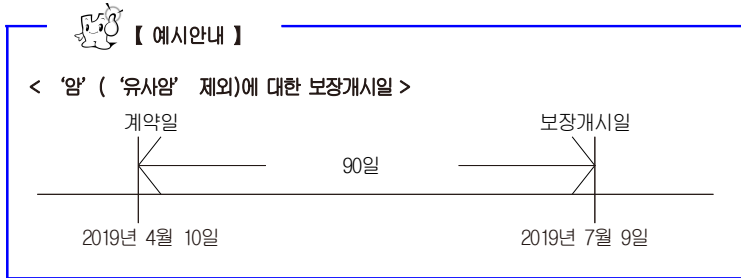 【 예시안내 】
< ‘암’ ( ‘유사암’ 제외)에 대한 보장개시일 >
계약일 보장개시일
90일
2019년 4월 10일 2019년 7월 9일